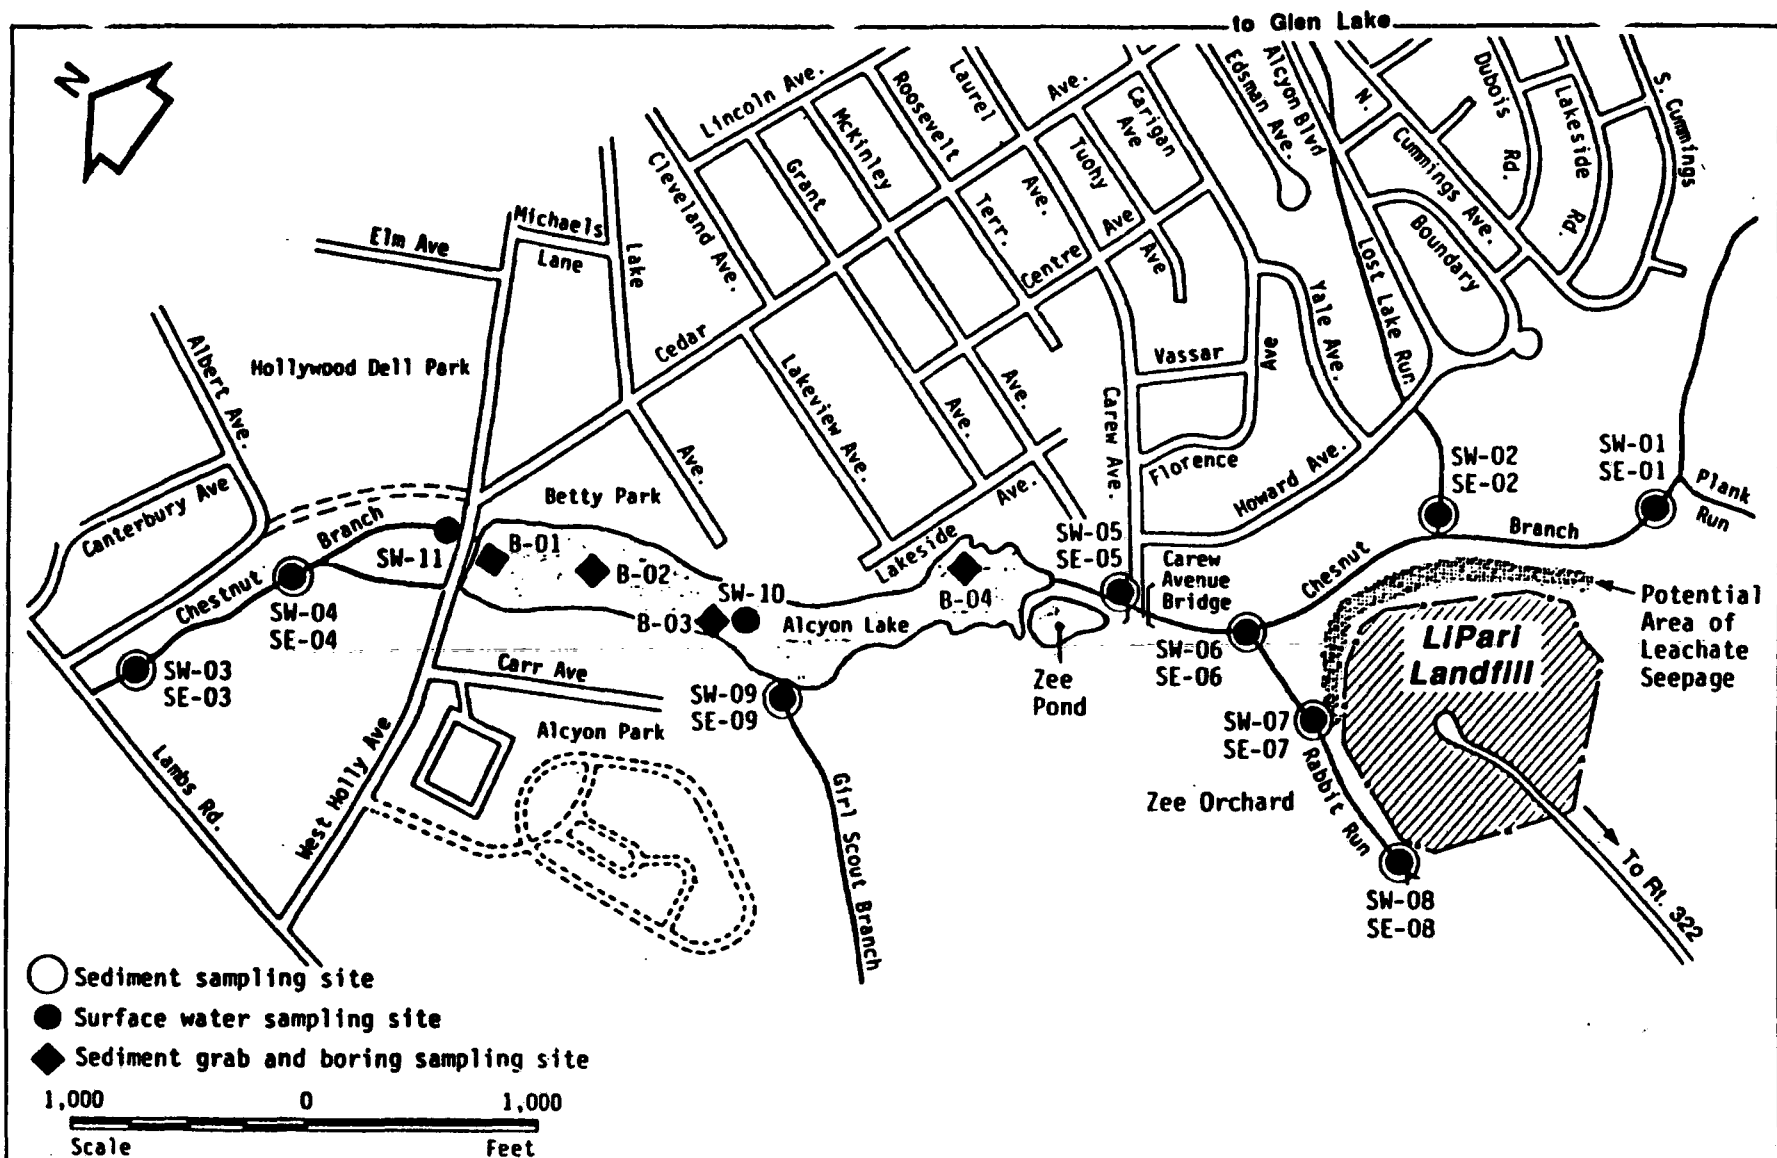 to Glen Lake
N
Lincoln Ave.
Roosevelt
Laurel
Ave.
Carigan
Ave
Edsman Ave.
Alcyon Blvd
N.
Cummings Ave.
Dubois
Rd.
Lakeside
Rd.
S. Cummings
McKinley
Grant
Cleveland Ave.
Tuohy
Ave
Terr.
Ave.
Centre
Ave
Michaels
Lane
Lake
Ave.
Elm Ave
Cedar
Lakeview Ave.
Ave.
Ave.
Lakeside
Ave.
Carew Ave.
Vassar
Ave
Yale Ave.
Lost Lake Run
Boundary
Florence
Howard Ave.
Albert Ave.
Hollywood Dell Park
Canterbury Ave
Betty Park
Chestnut
Branch
SW-11
B-01
B-02
SW-10
B-03
Alcyon Lake
B-04
SW-05
SE-05
Carew
Avenue
Bridge
SW-02
SE-02
SW-01
SE-01
Plank
Run
Chesnut
Branch
SW-04
SE-04
SW-03
SE-03
Carr Ave
SW-09
SE-09
Zee
Pond
SW-06
SE-06
LiPari
Landfill
Potential
Area of
Leachate
Seepage
SW-07
SE-07
Rabbit Run
Zee Orchard
Alcyon Park
Lambs Rd.
West Holly Ave
Girl Scout Branch
SW-08
SE-08
To Rt. 322
Sediment sampling site
Surface water sampling site
Sediment grab and boring sampling site
1,000 0 1,000
Scale Feet